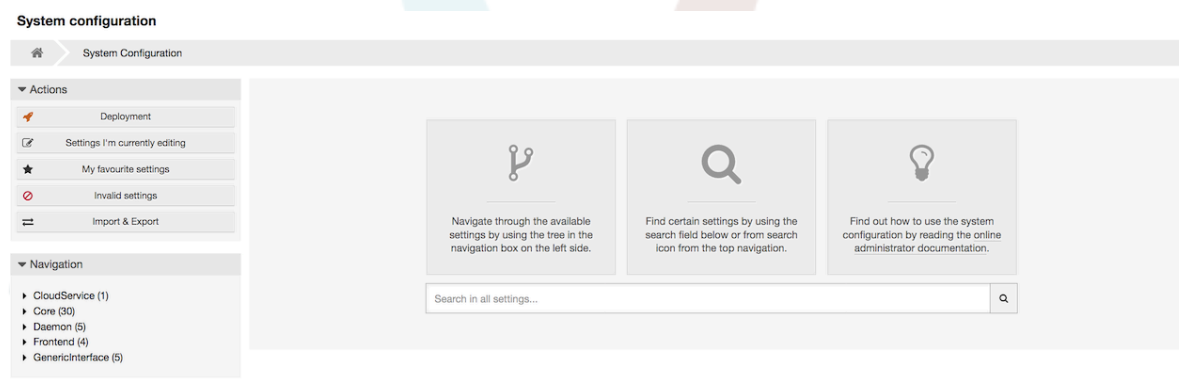 System configuration
System Configuration
Actions
Deployment
Settings I'm currently editing
My favourite settings
Invalid settings
Import & Export
Navigation
CloudService (1)
Core (30)
Daemon (5)
Frontend (4)
GenericInterface (5)
Navigate through the available
settings by using the tree in the
navigation box on the left side.
Find certain settings by using the
search field below or from search
icon from the top navigation.
Find out how to use the system
configuration by reading the online
administrator documentation.
Search in all settings...